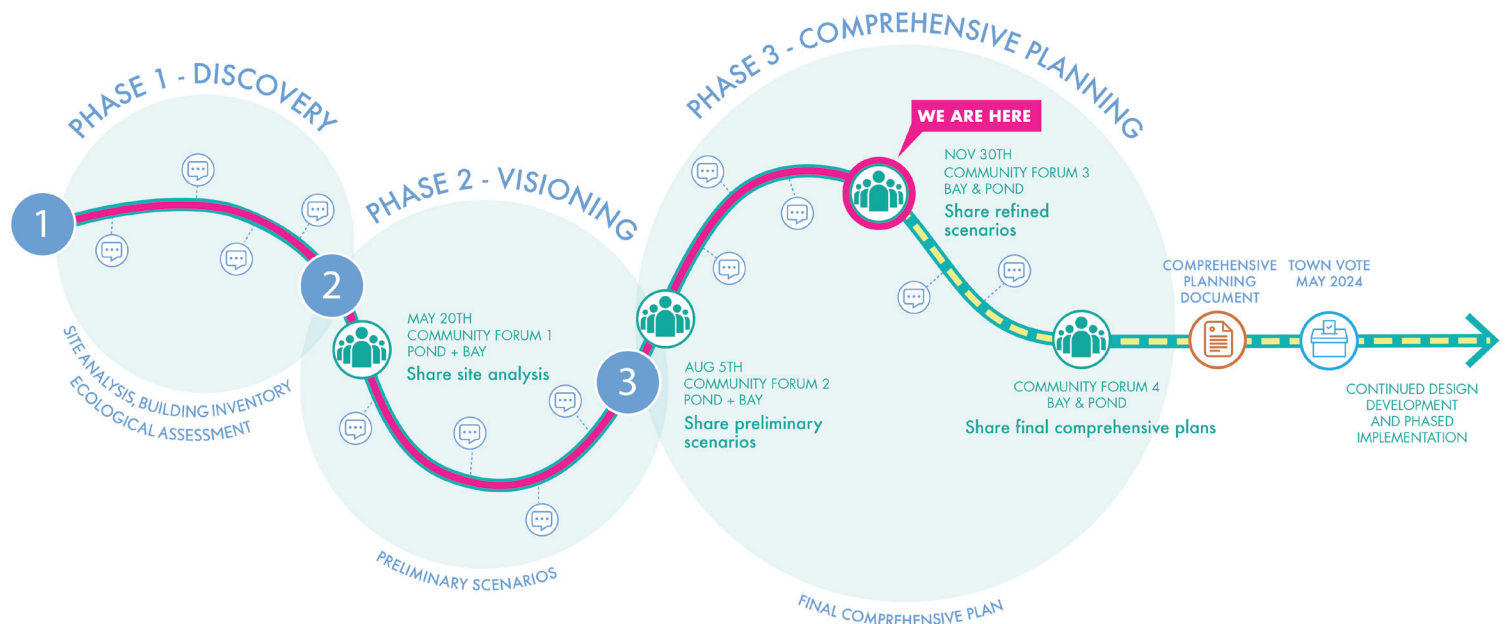 PHASE 1 - DISCOVERY
1
2
SITE ANALYSIS, BUILDING INVENTORY
ECOLOGICAL ASSESSMENT
PHASE 2 - VISIONING
MAY 20TH
COMMUNITY FORUM 1
POND + BAY
Share site analysis
3
PRELIMINARY SCENARIOS
PHASE 3 - COMPREHENSIVE PLANNING
AUG 5TH
COMMUNITY FORUM 2
POND + BAY
Share preliminary
scenarios
WE ARE HERE
NOV 30TH
COMMUNITY FORUM 3
BAY & POND
Share refined
scenarios
COMMUNITY FORUM 4
BAY & POND
Share final comprehensive plans
FINAL COMPREHENSIVE PLAN
COMPREHENSIVE
PLANNING
DOCUMENT
TOWN VOTE
MAY 2024
CONTINUED DESIGN
DEVELOPMENT
AND PHASED
IMPLEMENTATION